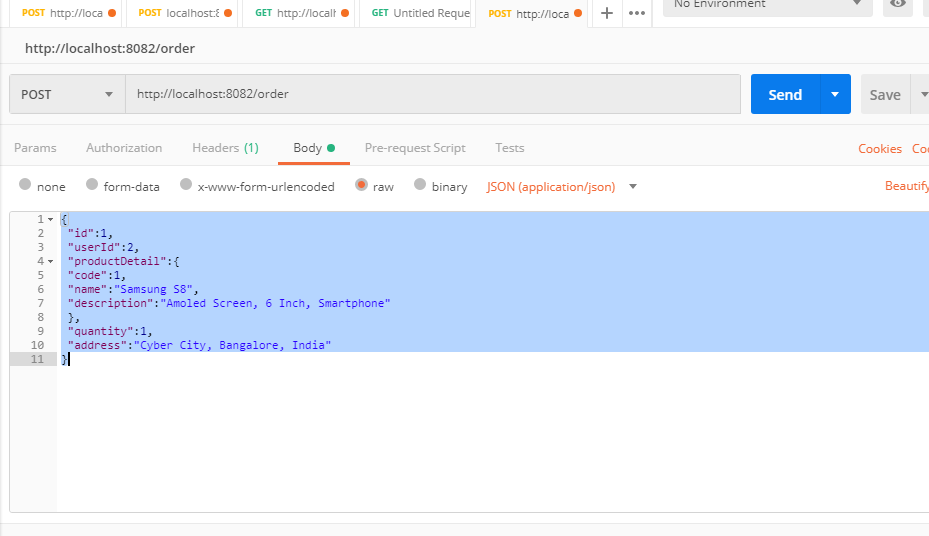 POST http://loca POST localhost:8 GET http://localh GET Untitled Reque POST http://loca + ••• No Environment
http://localhost:8082/order
POST http://localhost:8082/order Send Save
Params Authorization Headers (1) Body Pre-request Script Tests Cookies Co
none form-data x-www-form-urlencoded raw binary JSON (application/json) Beautify
1 {
2 "id":1,
3 "userId":2,
4 "productDetail":{
5 "code":1,
6 "name":"Samsung S8",
7 "description":"Amoled Screen, 6 Inch, Smartphone"
8 },
9 "quantity":1,
10 "address":"Cyber City, Bangalore, India"
11 }